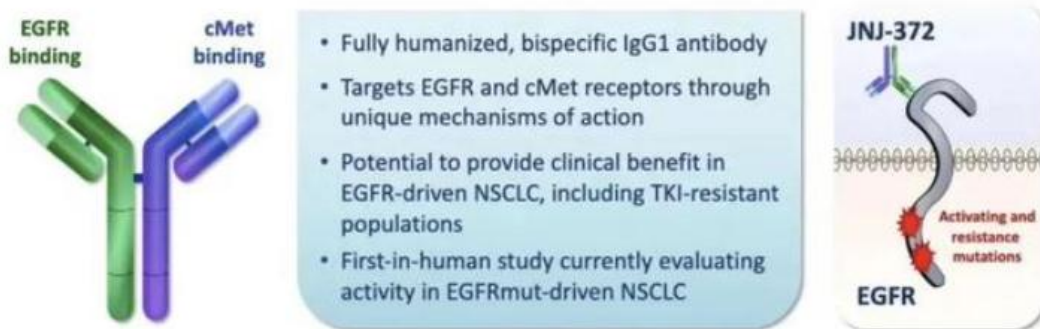 EGFR
binding
cMet
binding
• Fully humanized, bispecific IgG1 antibody
• Targets EGFR and cMet receptors through
unique mechanisms of action
• Potential to provide clinical benefit in
EGFR-driven NSCLC, including TKI-resistant
populations
• First-in-human study currently evaluating
activity in EGFRmut-driven NSCLC
JNJ-372
Activating and
resistance
mutations
EGFR